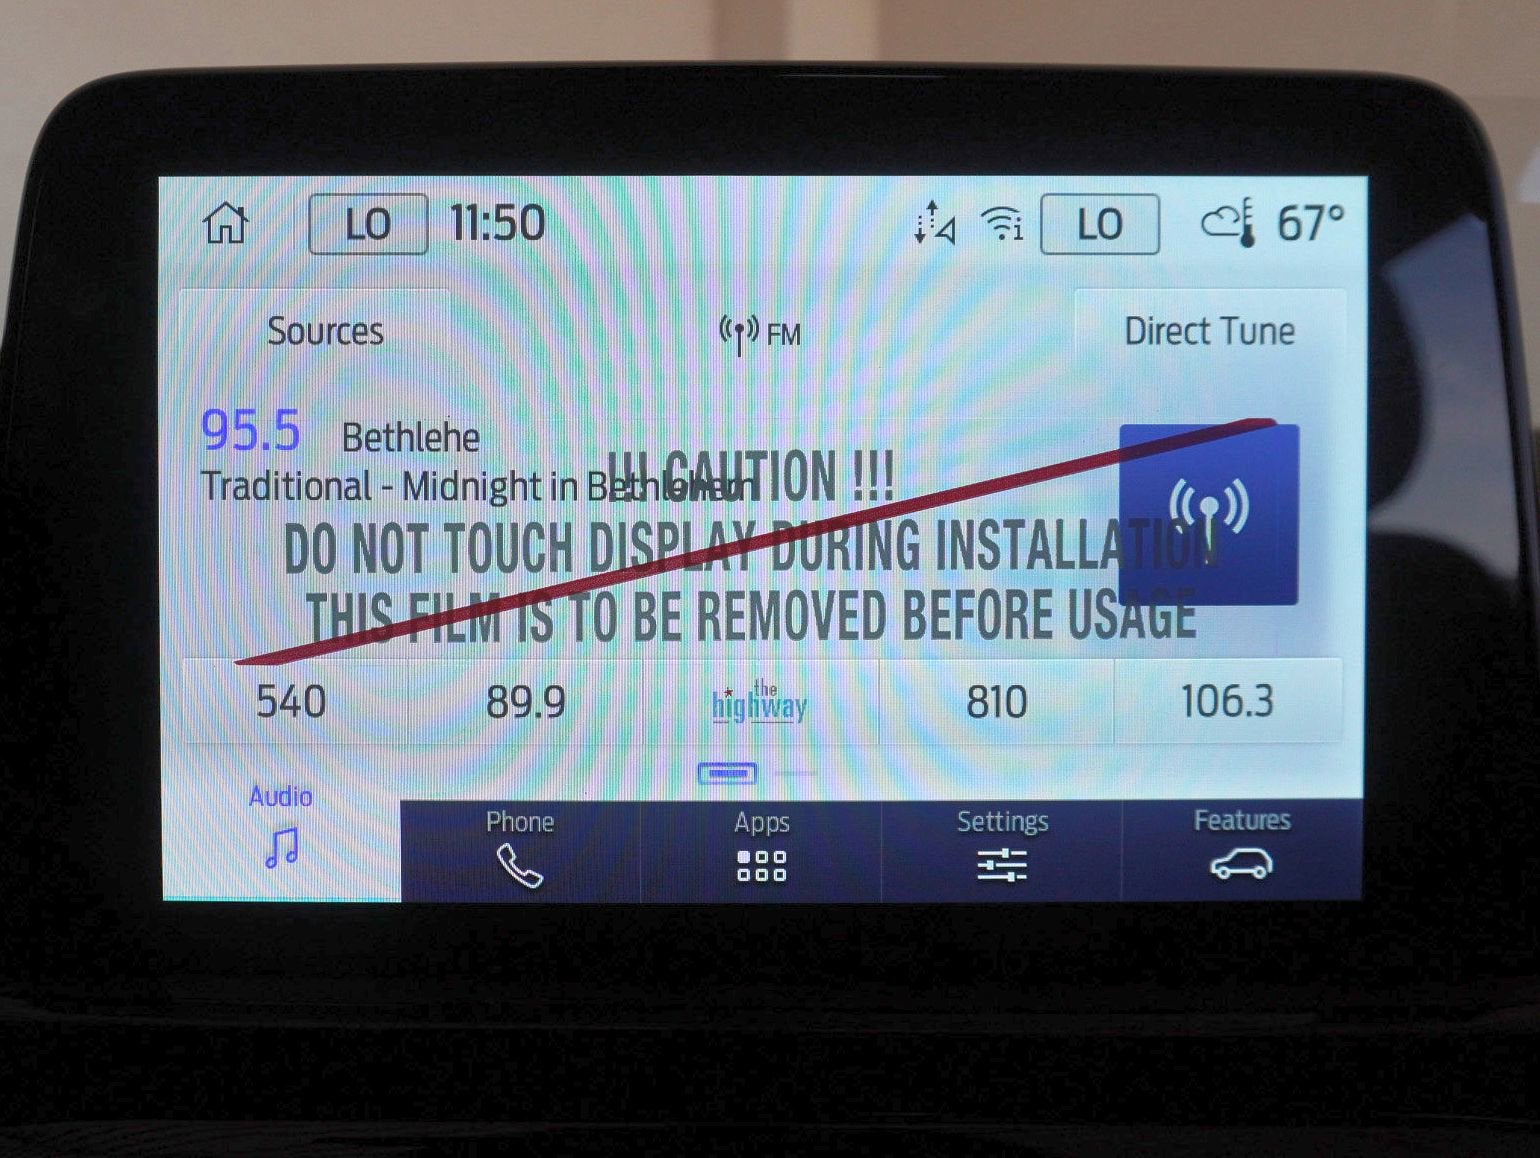 LO 11:50 LO 67°
Sources FM Direct Tune
95.5 Bethlehe
!!! CAUTION !!!
Traditional - Midnight in Bethlehem
DO NOT TOUCH DISPLAY DURING INSTALLATION
THIS FILM IS TO BE REMOVED BEFORE USAGE
540 89.9 the highway 810 106.3
Audio Phone Apps Settings Features